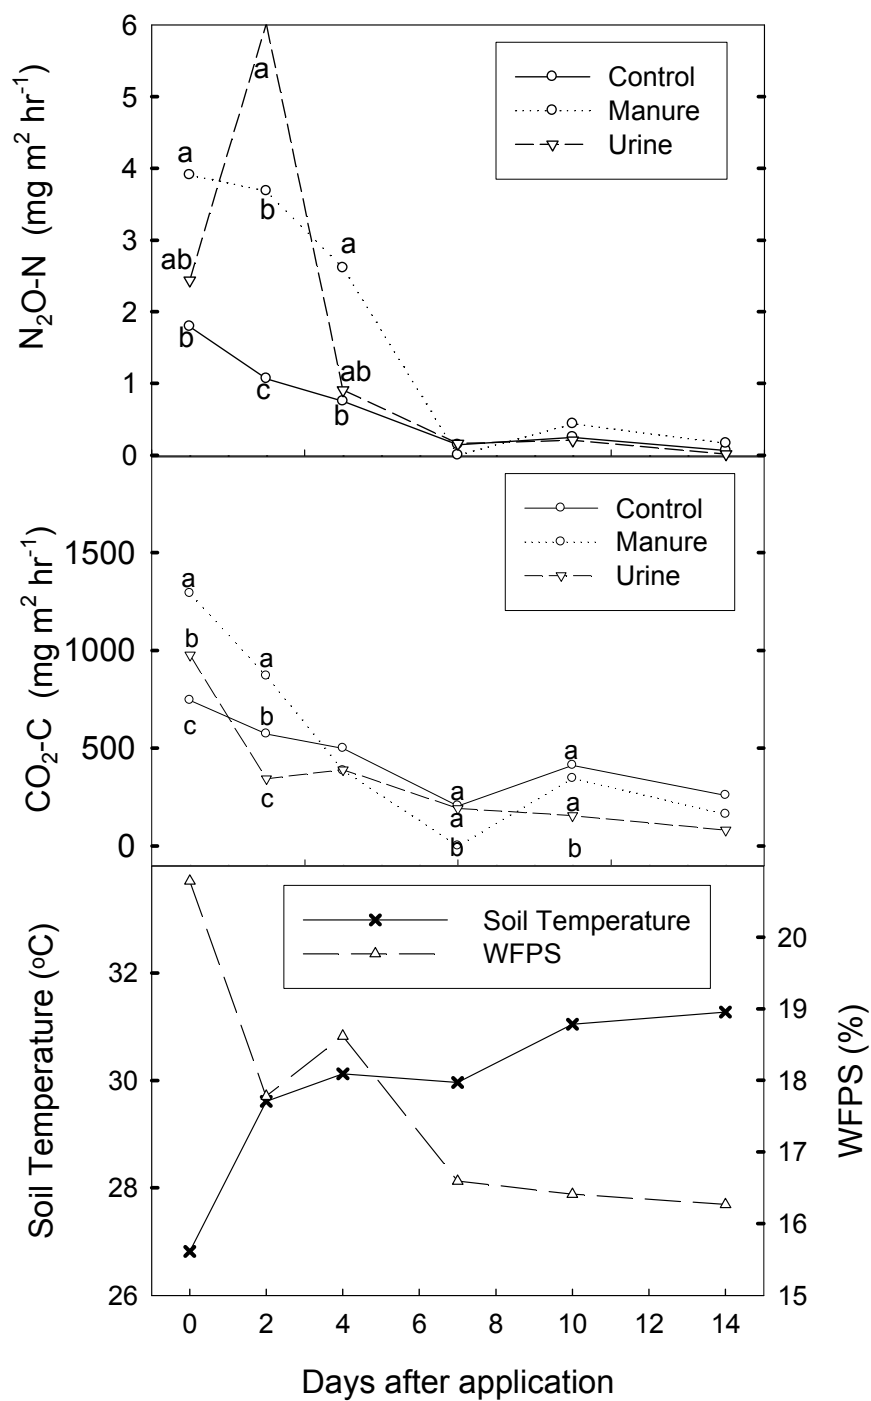 N₂O-N (mg m² hr⁻¹)
6
5
4
3
2
1
0
Control
Manure
Urine
a
a
b
a
ab
b
c
ab
b
CO₂-C (mg m² hr⁻¹)
1500
1000
500
0
Control
Manure
Urine
a
b
c
a
b
c
a
a
b
a
a
b
Soil Temperature (oC)
32
30
28
26
Soil Temperature
WFPS
WFPS (%)
20
19
18
17
16
15
0 2 4 6 8 10 12 14
Days after application